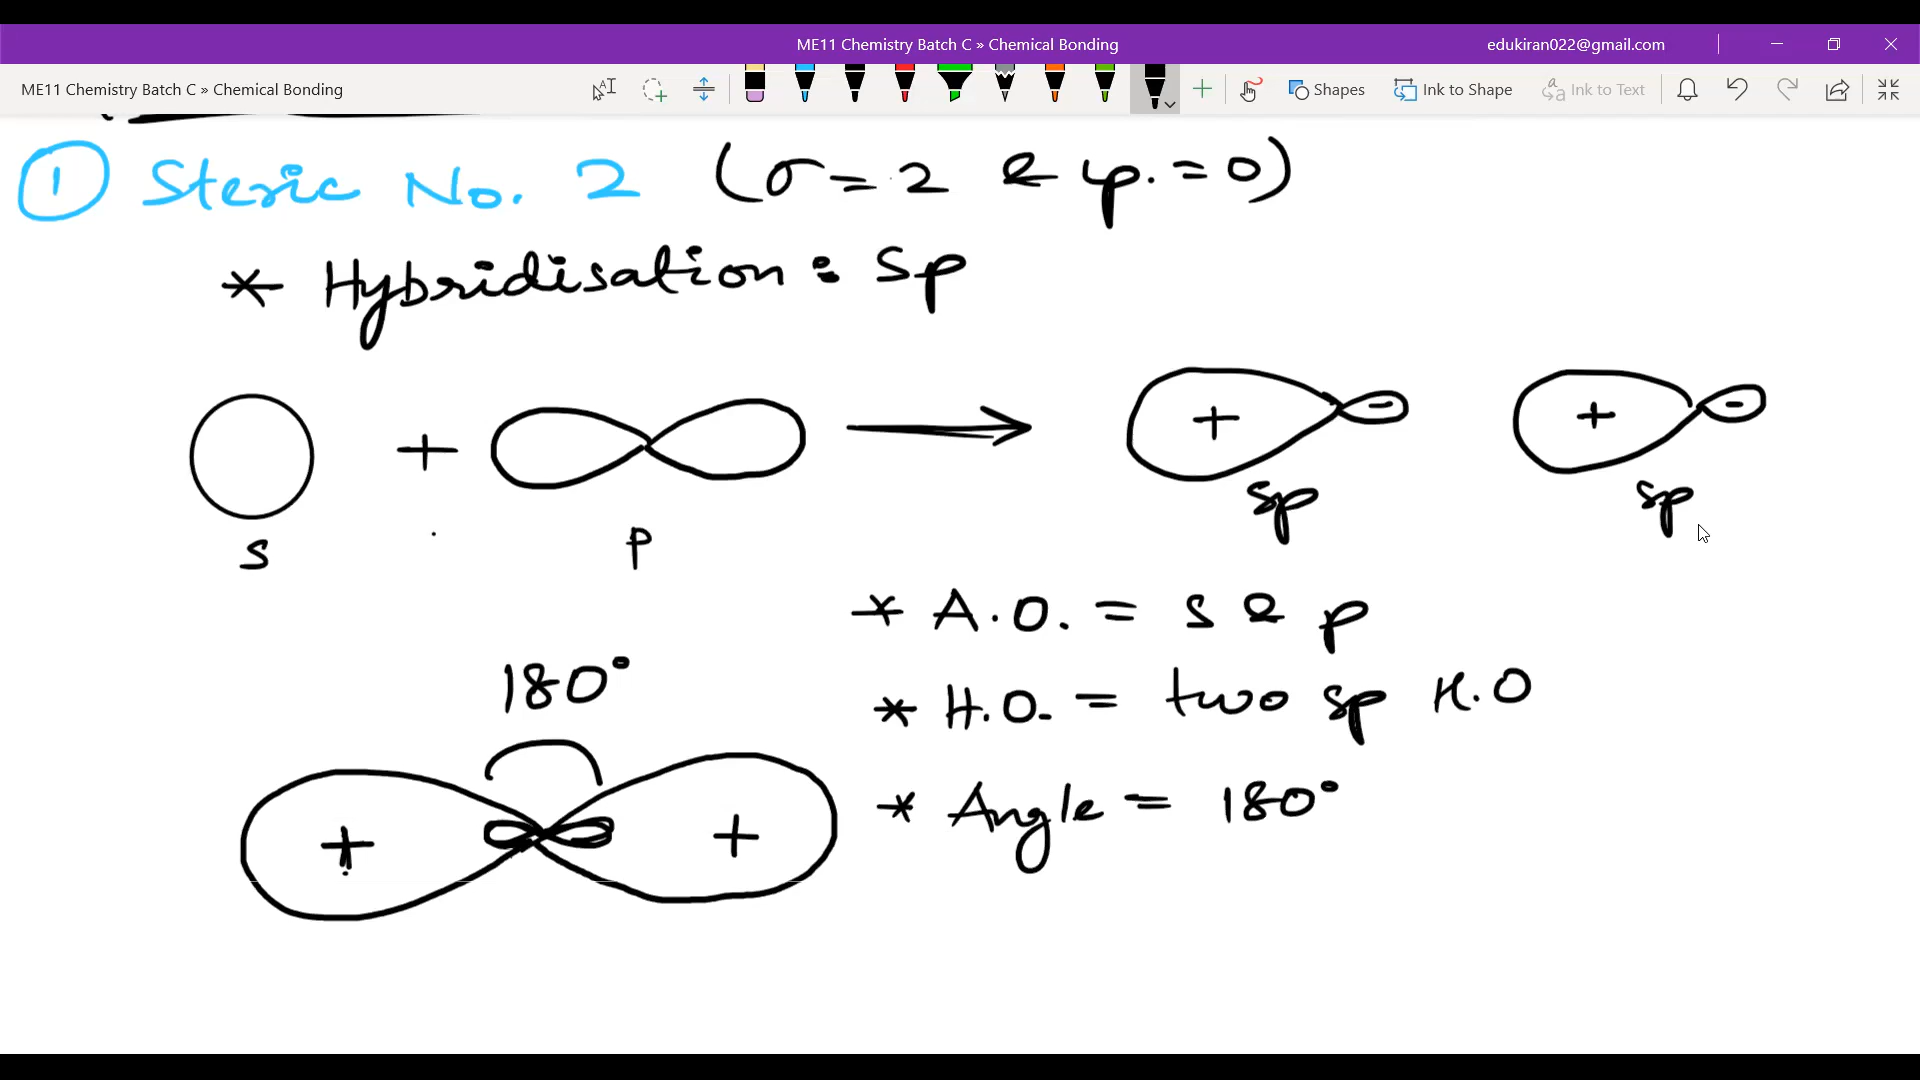 ME11 Chemistry Batch C » Chemical Bonding
edukiran022@gmail.com
ME11 Chemistry Batch C » Chemical Bonding
Shapes
Ink to Shape
Ink to Text
① Steric No. 2 (σ = 2 & lp. = 0)
* Hybridisation : sp
+ + -  + -
s p sp sp
* A.O. = s & p
180°
* H.O. = two sp H.O
+ +
* Angle = 180°